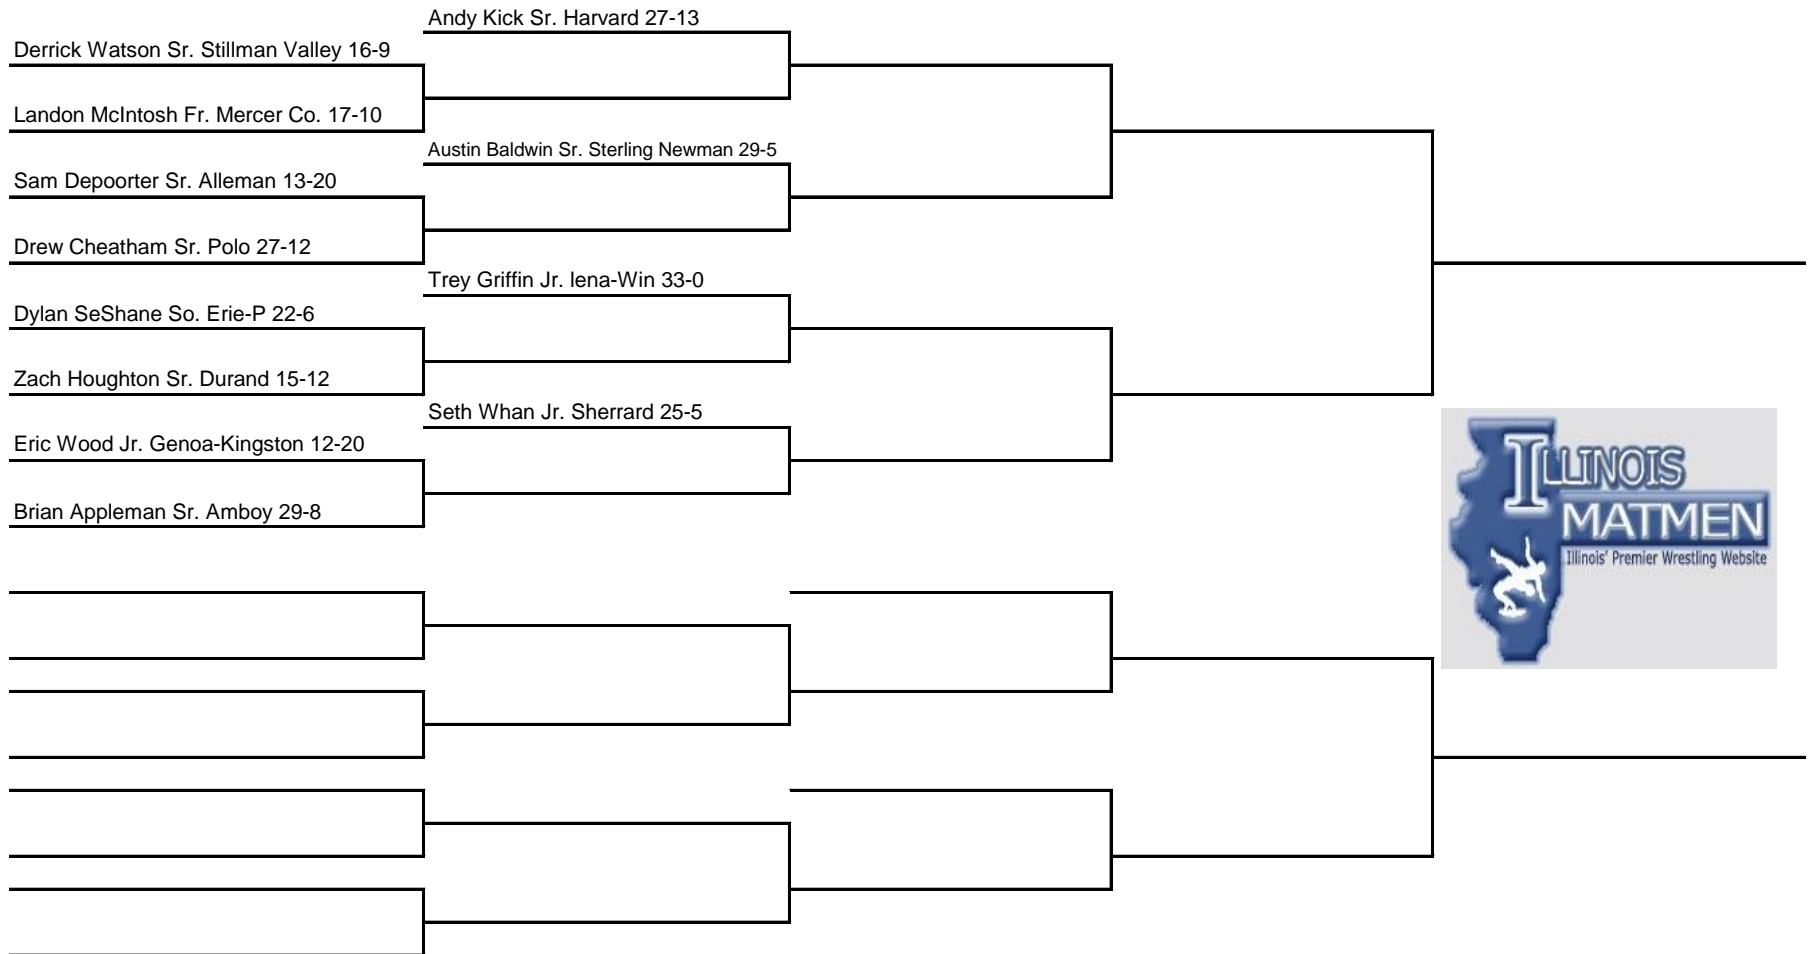 Andy Kick Sr. Harvard 27-13
Derrick Watson Sr. Stillman Valley 16-9
Landon McIntosh Fr. Mercer Co. 17-10
Austin Baldwin Sr. Sterling Newman 29-5
Sam Depoorter Sr. Alleman 13-20
Drew Cheatham Sr. Polo 27-12
Trey Griffin Jr. lena-Win 33-0
Dylan SeShane So. Erie-P 22-6
Zach Houghton Sr. Durand 15-12
Seth Whan Jr. Sherrard 25-5
Eric Wood Jr. Genoa-Kingston 12-20
Brian Appleman Sr. Amboy 29-8
ILLINOIS
MATMEN
Illinois' Premier Wrestling Website